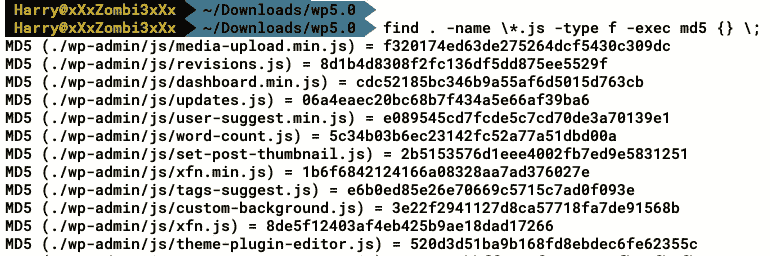 Harry@xXxZombi3xXx ~/Downloads/wp5.0
Harry@xXxZombi3xXx ~/Downloads/wp5.0 find . -name \*.js -type f -exec md5 {} \;
MD5 (./wp-admin/js/media-upload.min.js) = f320174ed63de275264dcf5430c309dc
MD5 (./wp-admin/js/revisions.js) = 8d1b4d8308f2fc136df5dd875ee5529f
MD5 (./wp-admin/js/dashboard.min.js) = cdc52185bc346b9a55af6d5015d763cb
MD5 (./wp-admin/js/updates.js) = 06a4eaec20bc68b7f434a5e66af39ba6
MD5 (./wp-admin/js/user-suggest.min.js) = e089545cd7fcde5c7cd70de3a70139e1
MD5 (./wp-admin/js/word-count.js) = 5c34b03b6ec23142fc52a77a51dbd00a
MD5 (./wp-admin/js/set-post-thumbnail.js) = 2b5153576d1eee4002fb7ed9e5831251
MD5 (./wp-admin/js/xfn.min.js) = 1b6f6842124166a08328aa7ad376027e
MD5 (./wp-admin/js/tags-suggest.js) = e6b0ed85e26e70669c5715c7ad0f093e
MD5 (./wp-admin/js/custom-background.js) = 3e22f2941127d8ca57718fa7de91568b
MD5 (./wp-admin/js/xfn.js) = 8de5f12403af4eb425b9ae18dad17266
MD5 (./wp-admin/js/theme-plugin-editor.js) = 520d3d51ba9b168fd8ebdec6fe62355c